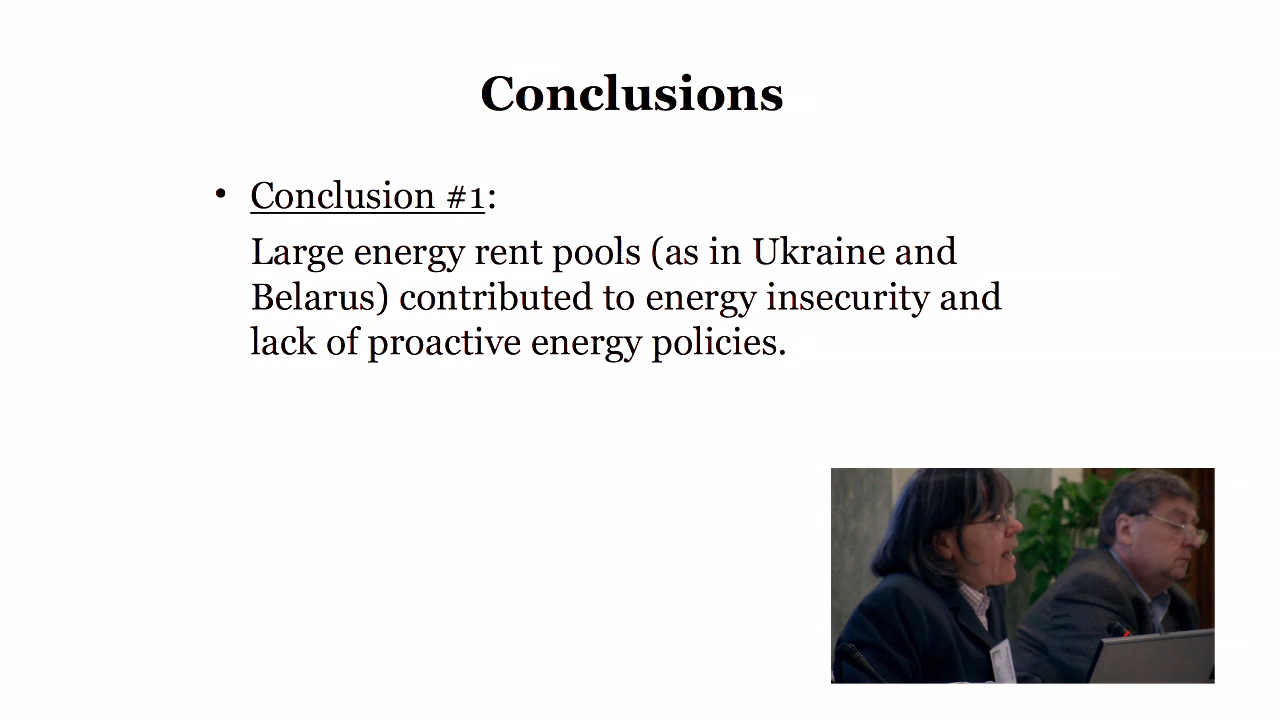 Conclusions
• Conclusion #1:
Large energy rent pools (as in Ukraine and
Belarus) contributed to energy insecurity and
lack of proactive energy policies.